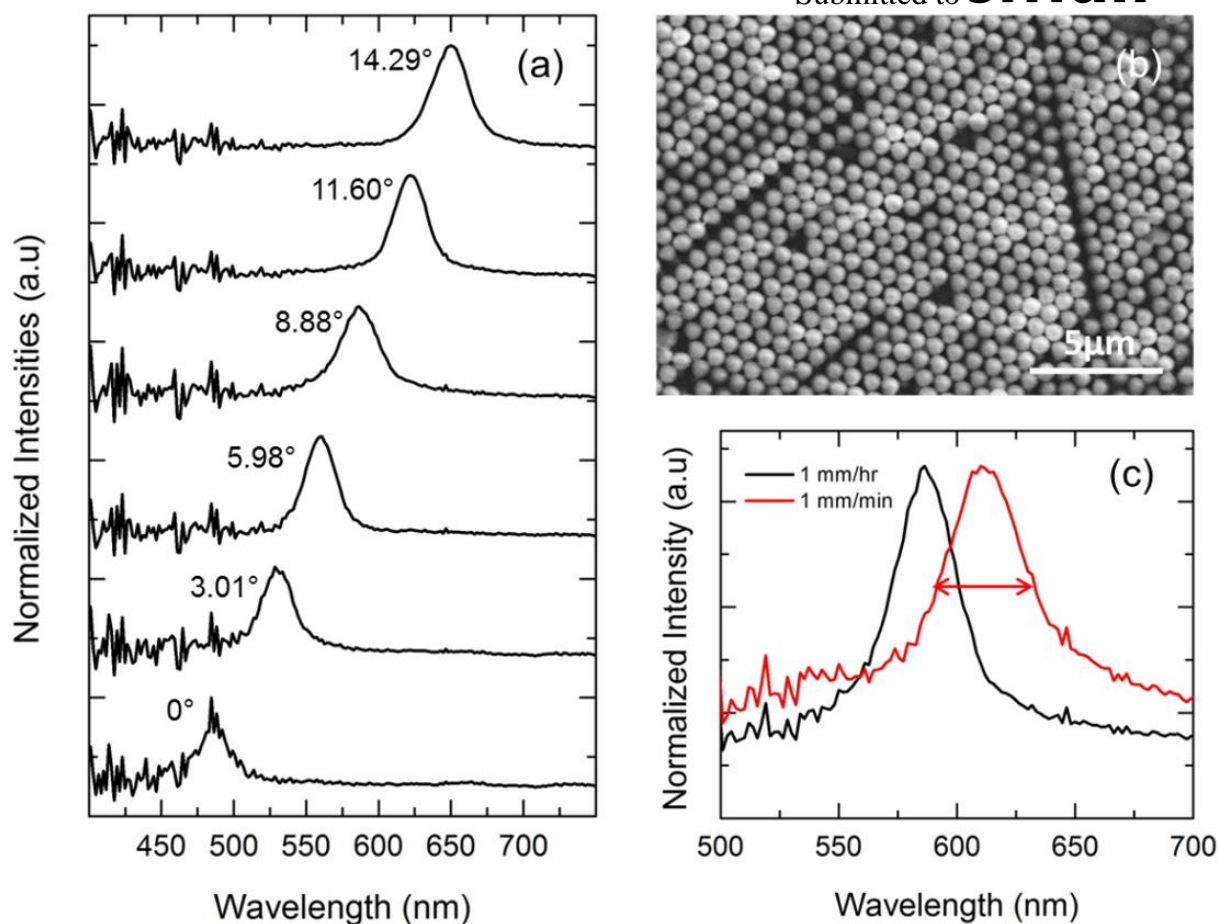 Submitted to
(a)
14.29°
11.60°
8.88°
5.98°
3.01°
0°
Normalized Intensities (a.u)
450 500 550 600 650 700
Wavelength (nm)
(b)
5µm
(c)
1 mm/hr
1 mm/min
Normalized Intensity (a.u)
500 550 600 650 700
Wavelength (nm)